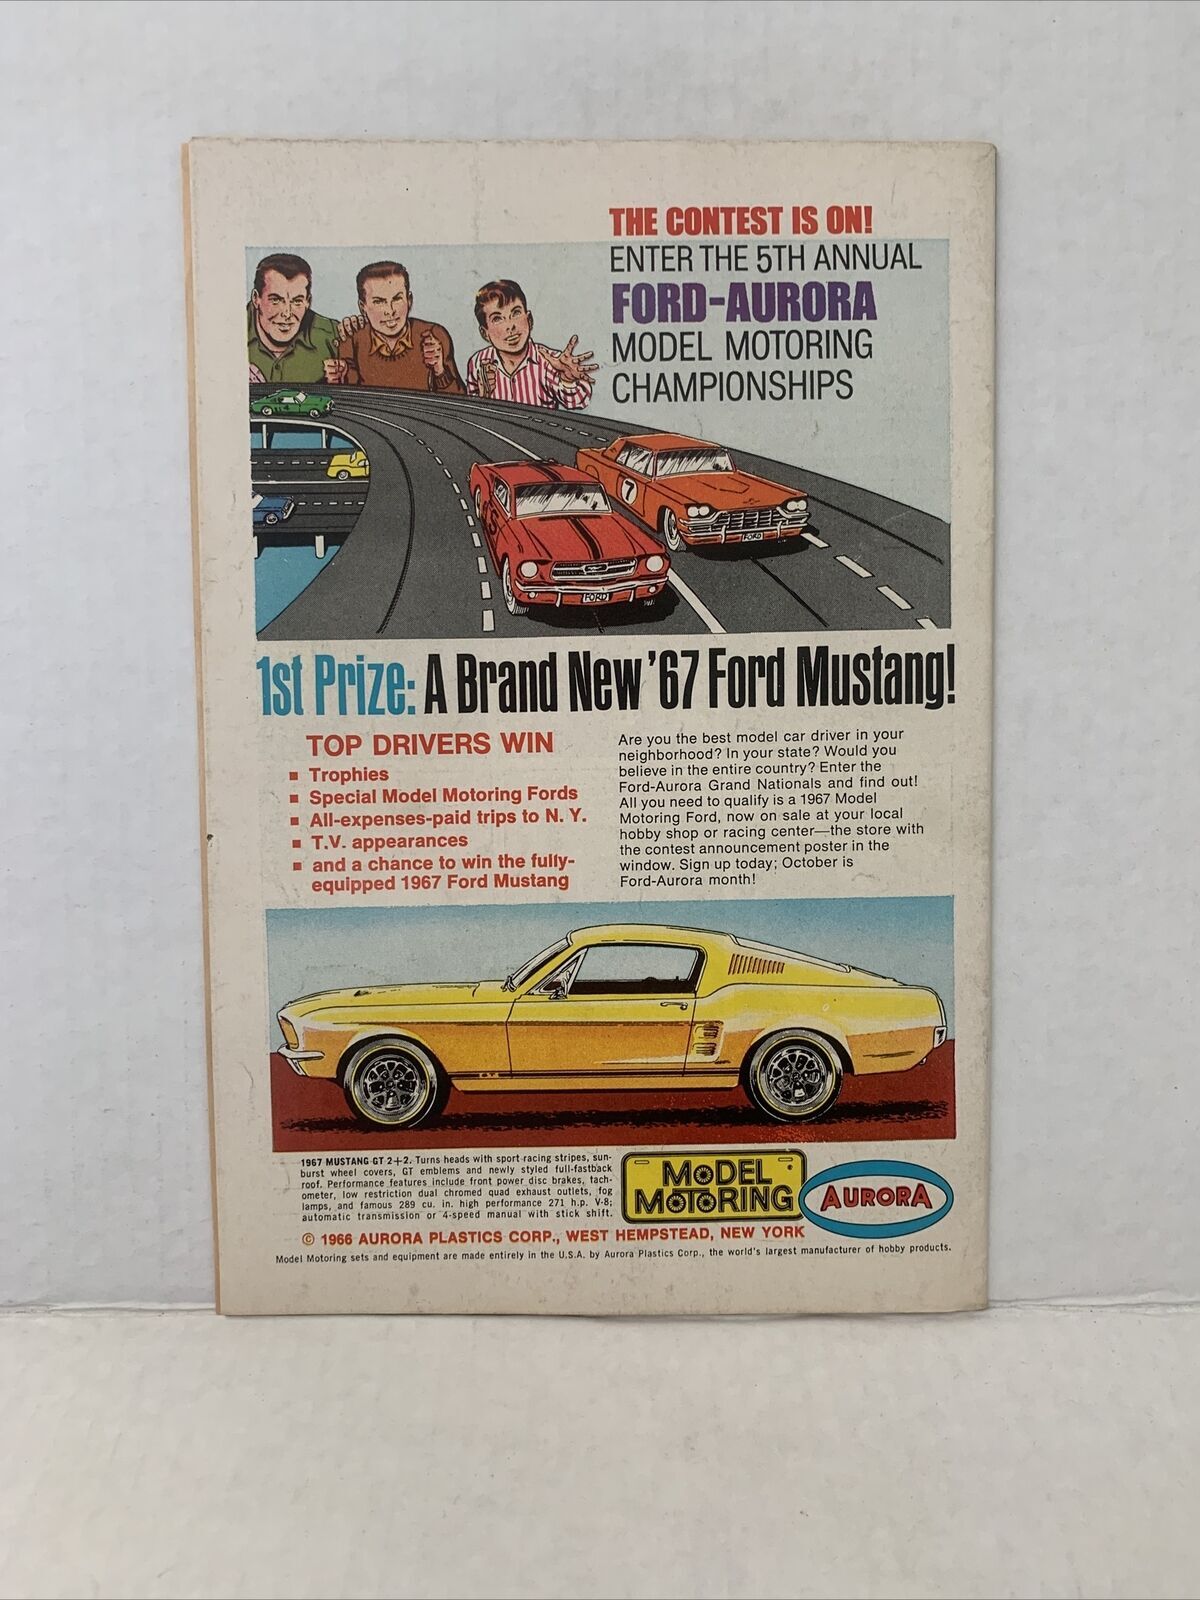 THE CONTEST IS ON!
ENTER THE 5TH ANNUAL
FORD-AURORA
MODEL MOTORING
CHAMPIONSHIPS
4
7
5
FORD
FORD
1st Prize: A Brand New '67 Ford Mustang!
TOP DRIVERS WIN
▪ Trophies
▪ Special Model Motoring Fords
▪ All-expenses-paid trips to N. Y.
▪ T.V. appearances
▪ and a chance to win the fully-
equipped 1967 Ford Mustang
Are you the best model car driver in your
neighborhood? In your state? Would you
believe in the entire country? Enter the
Ford-Aurora Grand Nationals and find out!
All you need to qualify is a 1967 Model
Motoring Ford, now on sale at your local
hobby shop or racing center—the store with
the contest announcement poster in the
window. Sign up today; October is
Ford-Aurora month!
1967 MUSTANG GT 2+2. Turns heads with sport racing stripes, sun-
burst wheel covers, GT emblems and newly styled full-fastback
roof. Performance features include front power disc brakes, tach-
ometer, low restriction dual chromed quad exhaust outlets, fog
lamps, and famous 289 cu. in. high performance 271 h.p. V-8;
automatic transmission or 4-speed manual with stick shift.
MODEL
MOTORING
AURORA
© 1966 AURORA PLASTICS CORP., WEST HEMPSTEAD, NEW YORK
Model Motoring sets and equipment are made entirely in the U.S.A. by Aurora Plastics Corp., the world's largest manufacturer of hobby products.